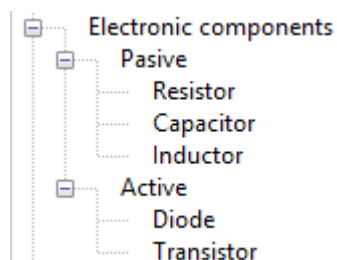 Electronic components
Pasive
Resistor
Capacitor
Inductor
Active
Diode
Transistor